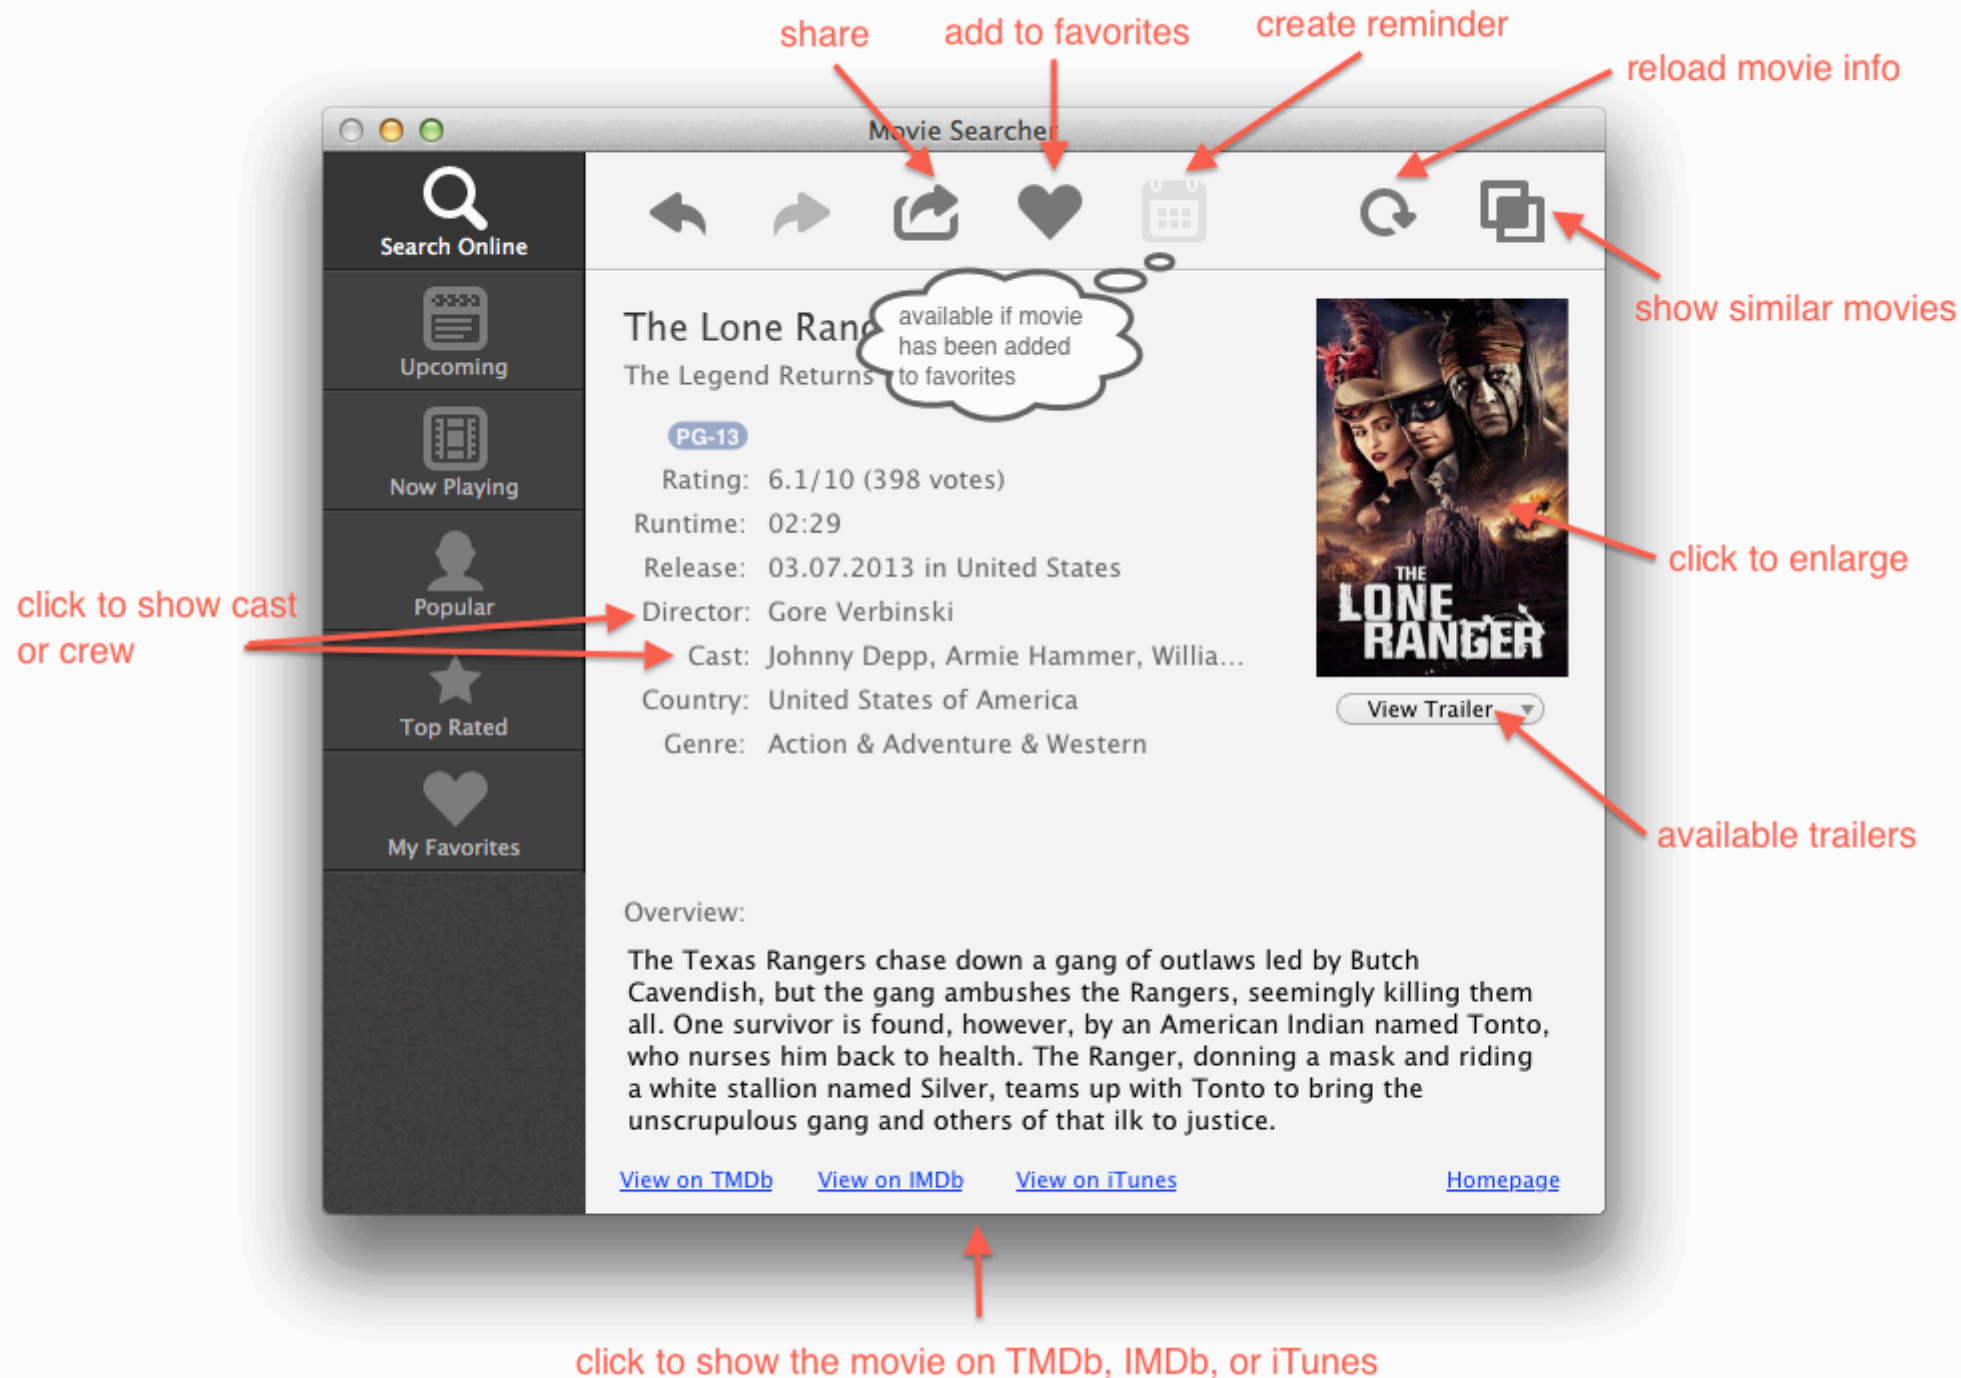 share
add to favorites
create reminder
reload movie info
Movie Searcher
Search Online
Upcoming
Now Playing
Popular
Top Rated
My Favorites
show similar movies
available if movie
has been added
to favorites
The Lone Ran
The Legend Returns
PG-13
Rating: 6.1/10 (398 votes)
Runtime: 02:29
Release: 03.07.2013 in United States
Director: Gore Verbinski
Cast: Johnny Depp, Armie Hammer, Willia...
Country: United States of America
Genre: Action & Adventure & Western
click to show cast
or crew
THE
LONE
RANGER
click to enlarge
View Trailer
available trailers
Overview:
The Texas Rangers chase down a gang of outlaws led by Butch
Cavendish, but the gang ambushes the Rangers, seemingly killing them
all. One survivor is found, however, by an American Indian named Tonto,
who nurses him back to health. The Ranger, donning a mask and riding
a white stallion named Silver, teams up with Tonto to bring the
unscrupulous gang and others of that ilk to justice.
View on TMDb View on IMDb View on iTunes Homepage
click to show the movie on TMDb, IMDb, or iTunes